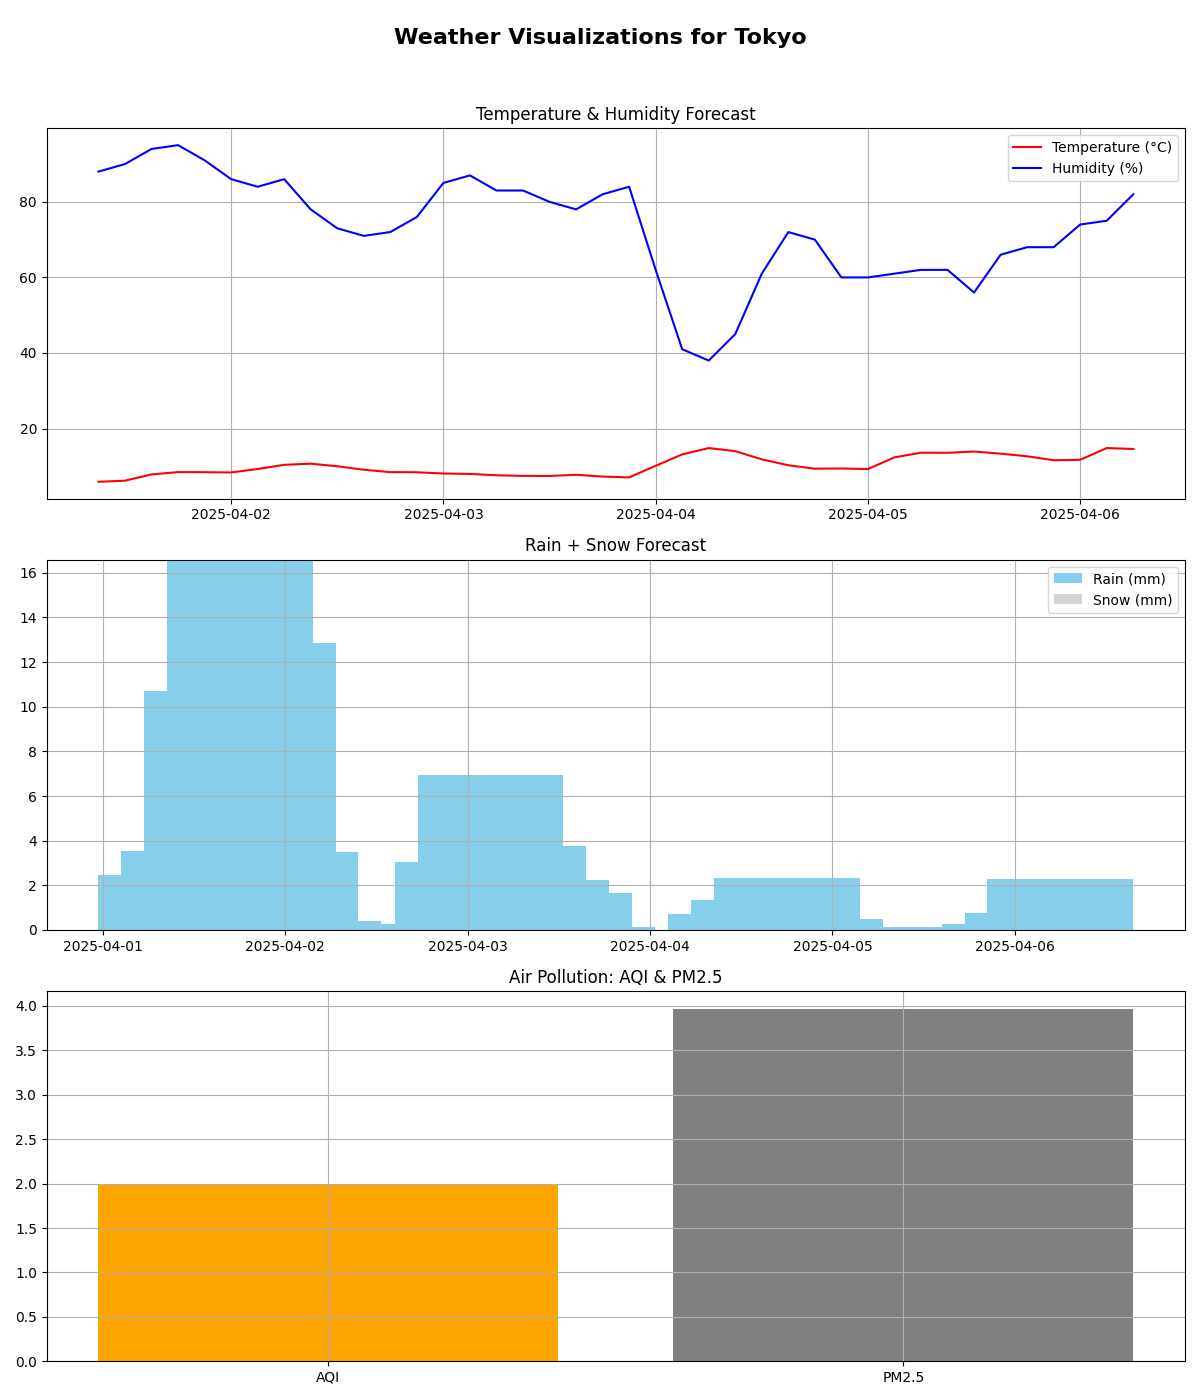 Weather Visualizations for Tokyo
Temperature & Humidity Forecast
Temperature (°C)
Humidity (%)
80
60
40
20
2025-04-02 2025-04-03 2025-04-04 2025-04-05 2025-04-06
Rain + Snow Forecast
Rain (mm)
Snow (mm)
16
14
12
10
8
6
4
2
0
2025-04-01 2025-04-02 2025-04-03 2025-04-04 2025-04-05 2025-04-06
Air Pollution: AQI & PM2.5
4.0
3.5
3.0
2.5
2.0
1.5
1.0
0.5
0.0
AQI PM2.5